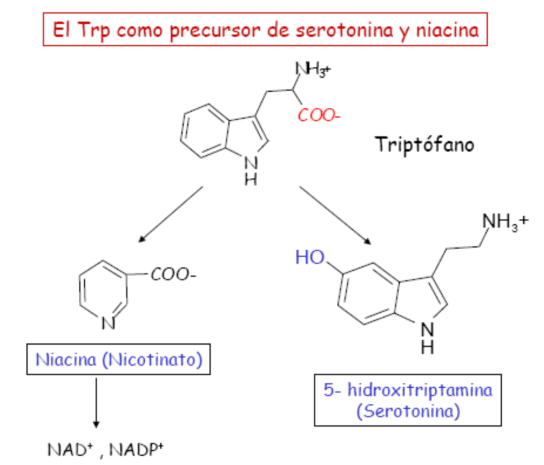 El Trp como precursor de serotonina y niacina
NH₃+
COO-
Triptófano
N
H
NH₃+
HO
COO-
N
N
H
Niacina (Nicotinato)
5- hidroxitriptamina
(Serotonina)
NAD⁺ , NADP⁺